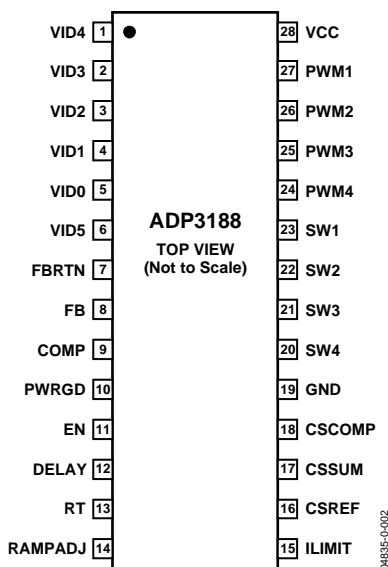 VID4 1 28 VCC
VID3 2 27 PWM1
VID2 3 26 PWM2
VID1 4 25 PWM3
VID0 5 24 PWM4
ADP3188
VID5 6 23 SW1
TOP VIEW
(Not to Scale)
FBRTN 7 22 SW2
FB 8 21 SW3
COMP 9 20 SW4
PWRGD 10 19 GND
EN 11 18 CSCOMP
DELAY 12 17 CSSUM
RT 13 16 CSREF
RAMPADJ 14 15 ILIMIT
04835-0-002